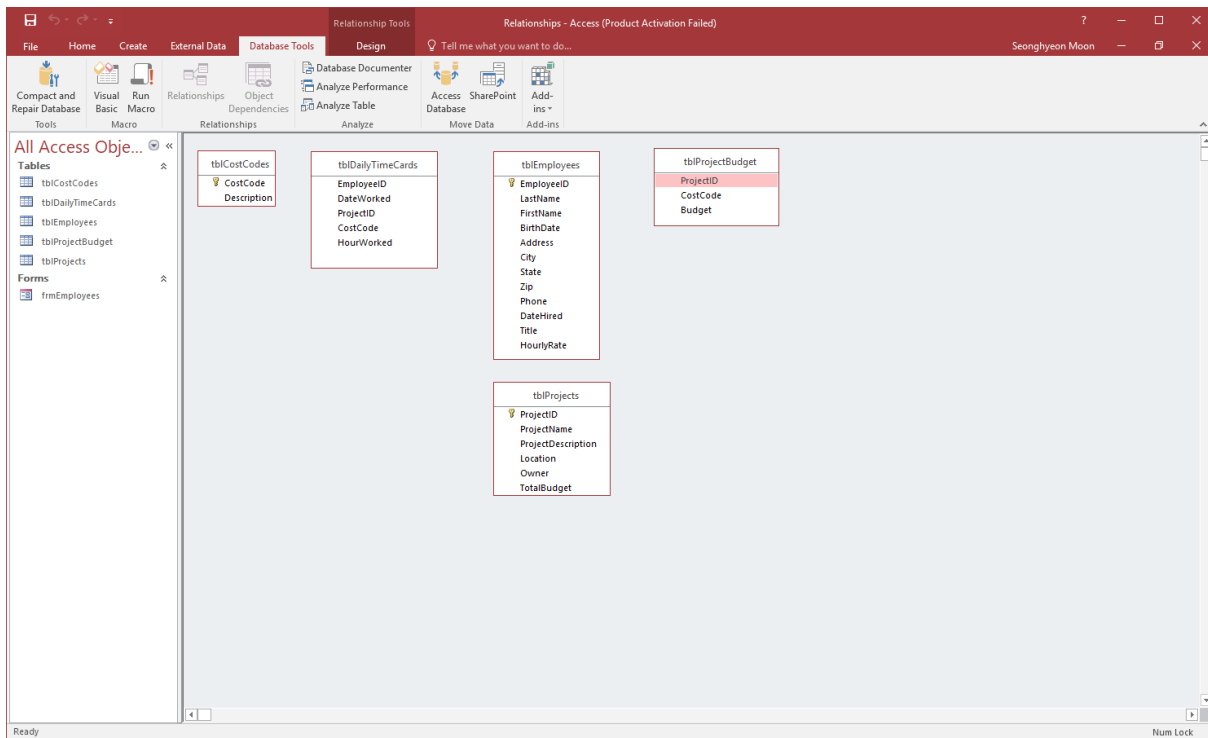 Relationship Tools
Relationships - Access (Product Activation Failed)
?
File Home Create External Data Database Tools Design Tell me what you want to do... Seonghyeon Moon
Compact and
Repair Database
Visual
Basic
Run
Macro
Relationships
Object
Dependencies
Database Documenter
Analyze Performance
Analyze Table
Access
Database
SharePoint
Add-
ins
Tools Macro Relationships Analyze Move Data Add-ins
All Access Obje...
Tables
tblCostCodes
tblDailyTimeCards
tblEmployees
tblProjectBudget
tblProjects
Forms
frmEmployees
tblCostCodes
CostCode
Description
tblDailyTimeCards
EmployeeID
DateWorked
ProjectID
CostCode
HourWorked
tblEmployees
EmployeeID
LastName
FirstName
BirthDate
Address
City
State
Zip
Phone
DateHired
Title
HourlyRate
tblProjectBudget
ProjectID
CostCode
Budget
tblProjects
ProjectID
ProjectName
ProjectDescription
Location
Owner
TotalBudget
Ready
Num Lock